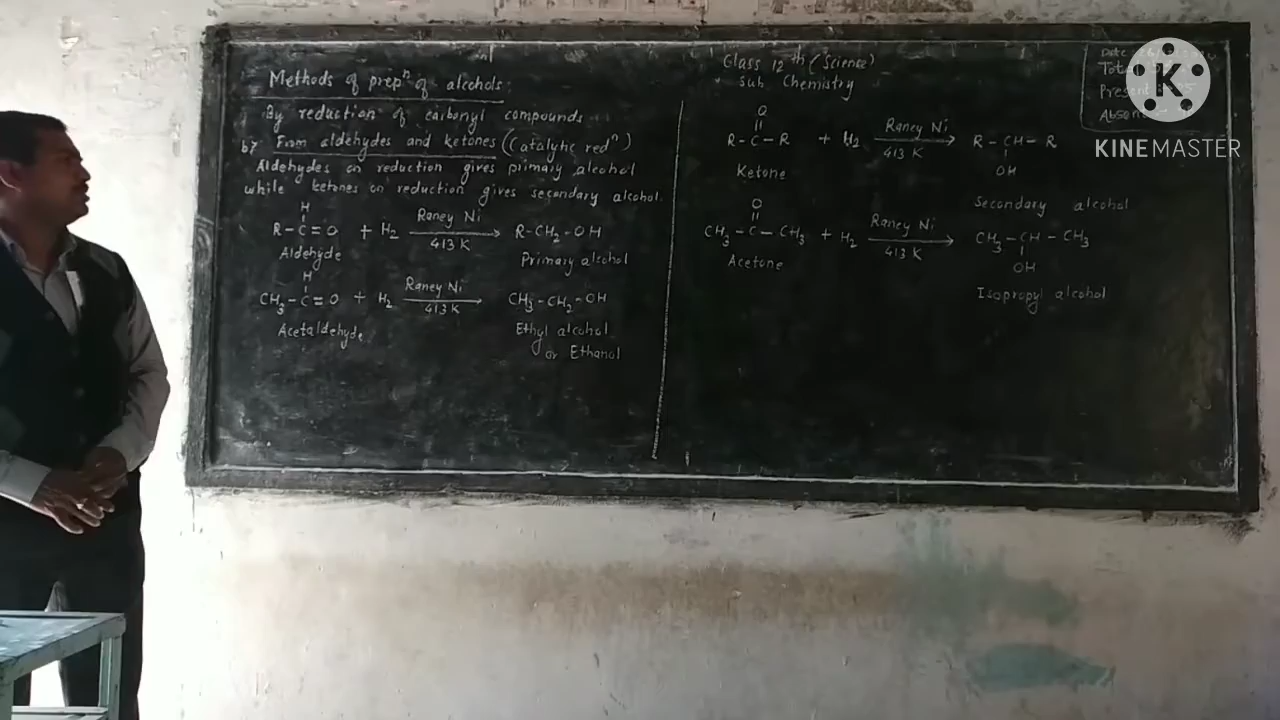 Methods of prepⁿ of alcohols:
By reduction of carbonyl compounds
b7 From aldehydes and ketones (Catalytic redⁿ)
Aldehydes on reduction gives primary alcohol
while ketones on reduction gives secondary alcohol.
H
R-C=O + H2 Raney Ni 413 K R-CH2-OH
Aldehyde Primary alcohol
H
CH3-C=O + H2 Raney Ni 413 K CH3-CH2-OH
Acetaldehyde Ethyl alcohol
or Ethanol
Class 12th (Science)
Sub Chemistry
O
R-C-R + H2 Raney Ni 413 K R-CH-R
OH
Ketone
Secondary alcohol
O
CH3-C-CH3 + H2 Raney Ni 413 K CH3-CH-CH3
OH
Acetone
Isopropyl alcohol
Date
Present
Absent
K
KINEMASTER